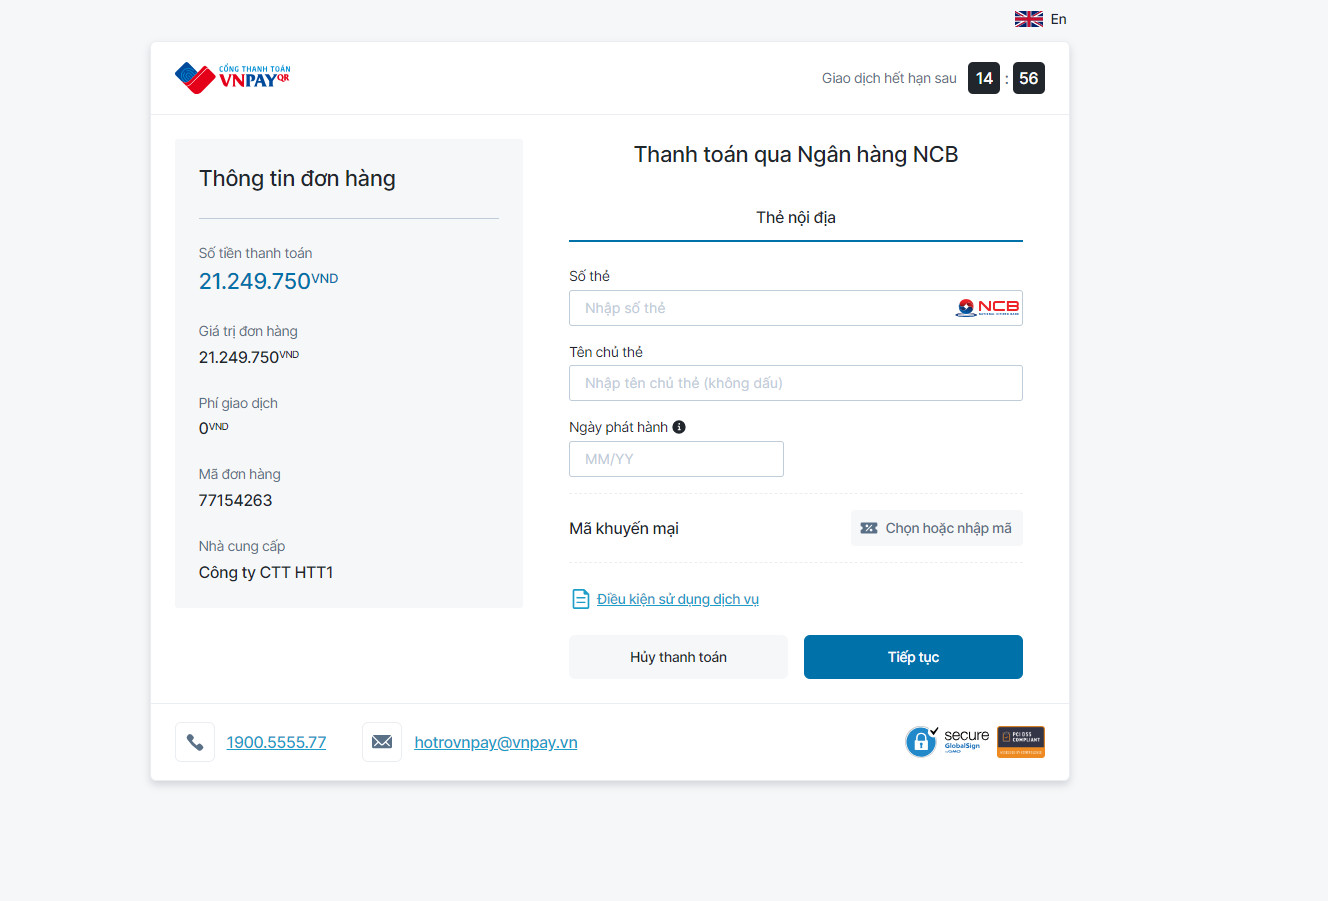 En
CỔNG THANH TOÁN
VNPAYQR
Giao dịch hết hạn sau 14 : 56
Thông tin đơn hàng
Số tiền thanh toán
21.249.750VND
Giá trị đơn hàng
21.249.750VND
Phí giao dịch
0VND
Mã đơn hàng
77154263
Nhà cung cấp
Công ty CTT HTT1
Thanh toán qua Ngân hàng NCB
Thẻ nội địa
Số thẻ
Nhập số thẻ
NCB
Tên chủ thẻ
Nhập tên chủ thẻ (không dấu)
Ngày phát hành
MM/YY
Mã khuyến mại
Chọn hoặc nhập mã
Điều kiện sử dụng dịch vụ
Hủy thanh toán
Tiếp tục
1900.5555.77
hotrovnpay@vnpay.vn
secure
GlobalSign
PCI DSS
COMPLIANT